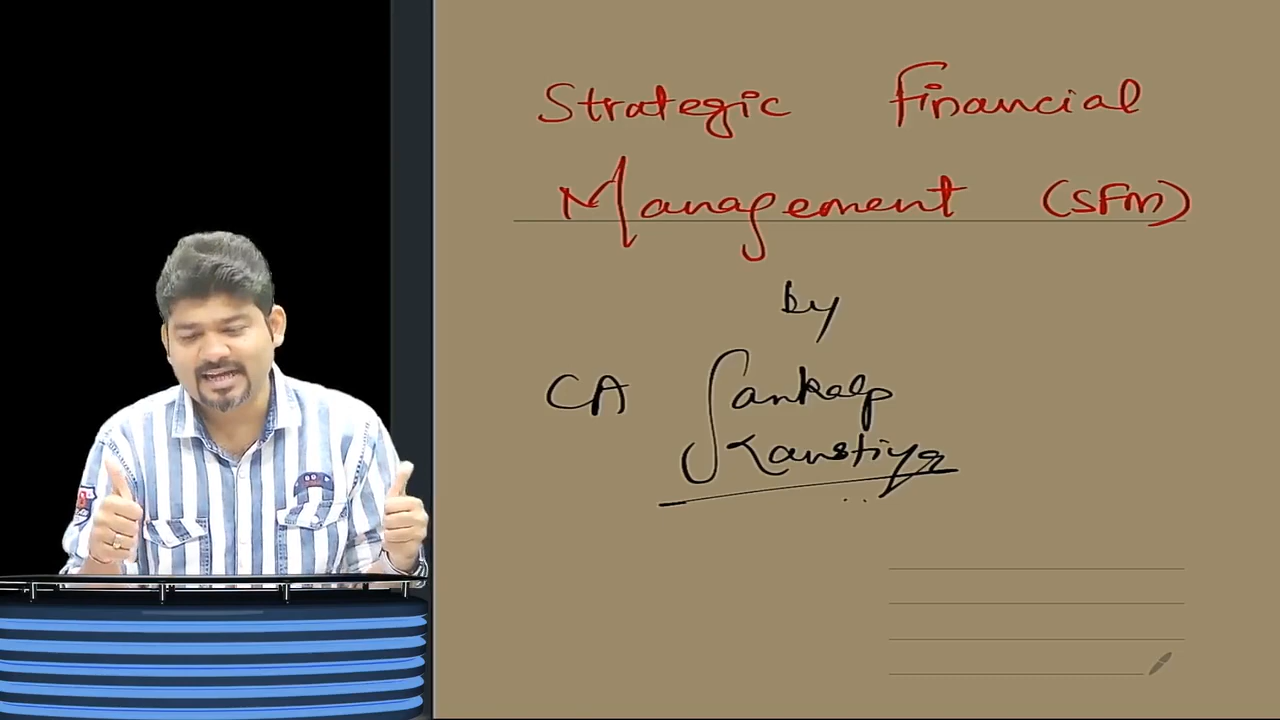 Strategic Financial
Management (SFM)
by
CA Sankalp
Kanstiya